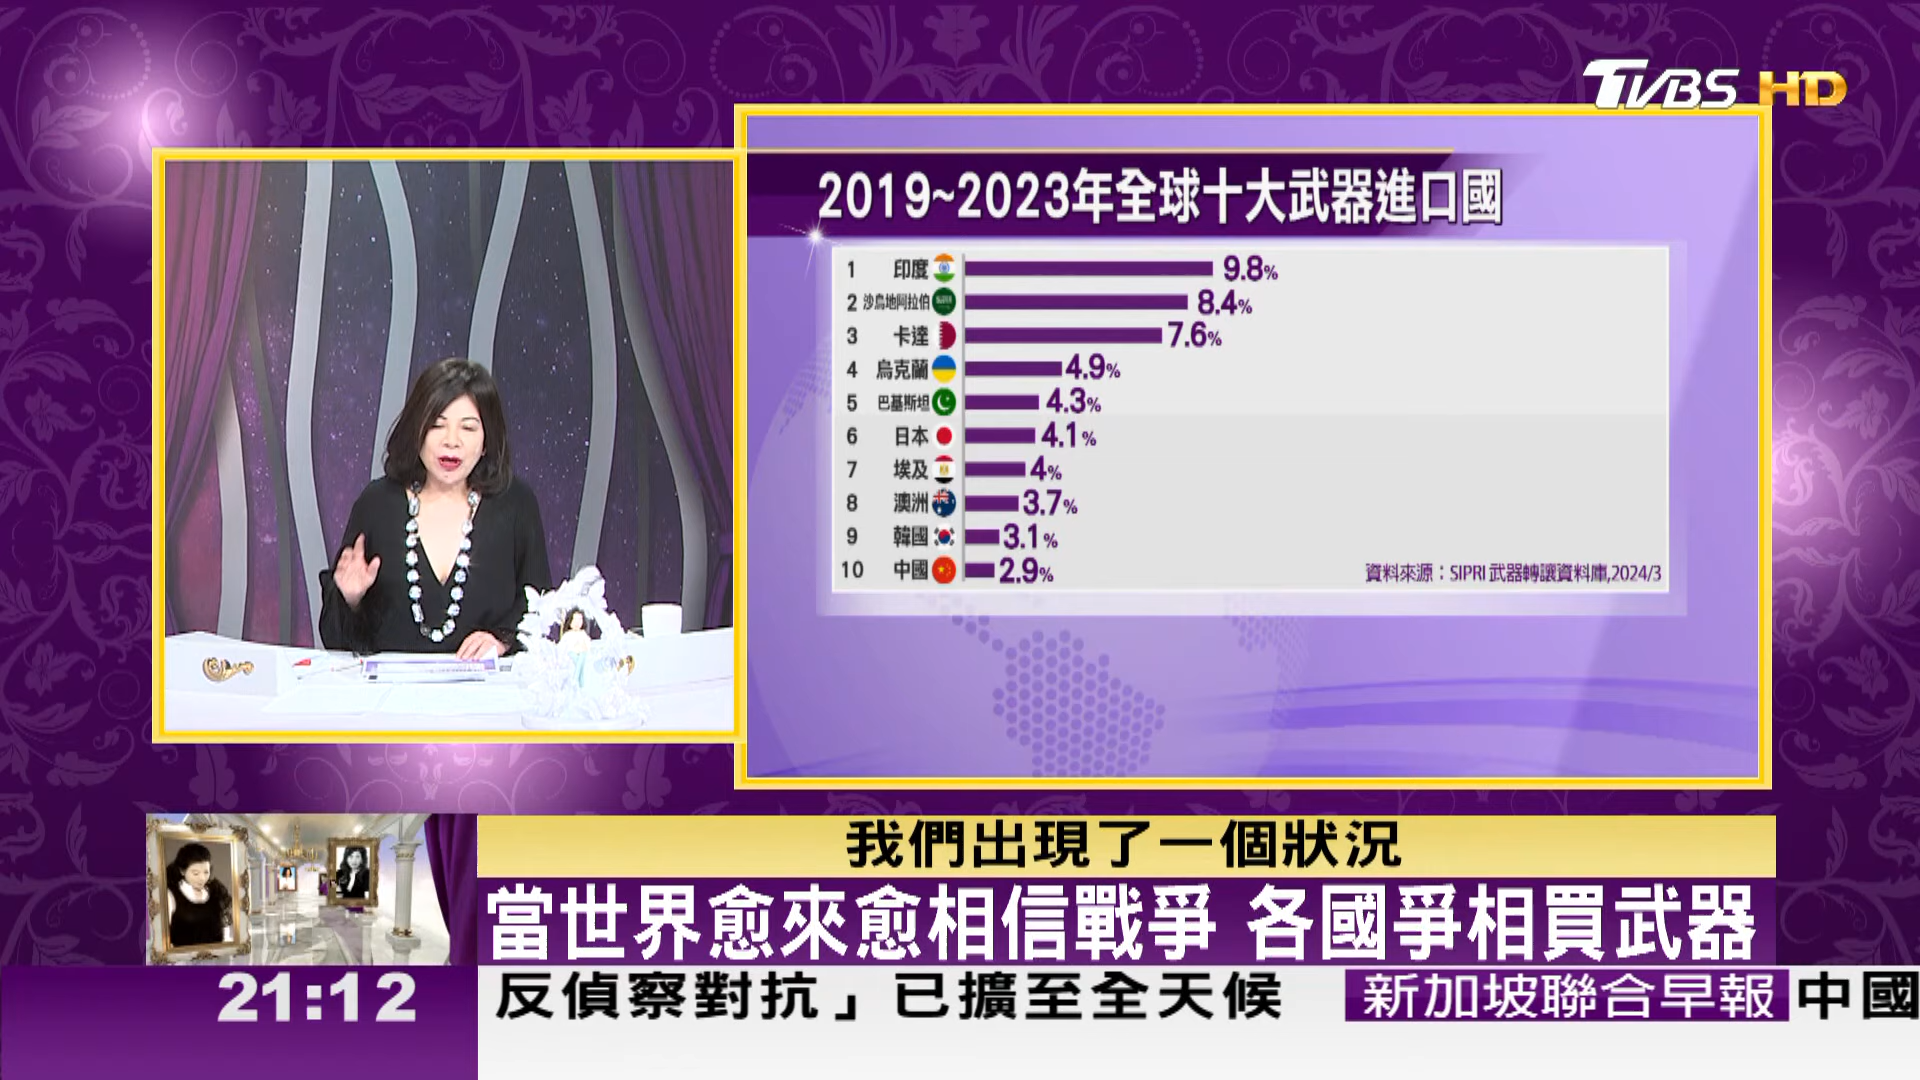 TVBS HD
2019~2023年全球十大武器進口國
1 印度 9.8%
2 沙烏地阿拉伯 8.4%
3 卡達 7.6%
4 烏克蘭 4.9%
5 巴基斯坦 4.3%
6 日本 4.1%
7 埃及 4%
8 澳洲 3.7%
9 韓國 3.1%
10 中國 2.9%
資料來源：SIPRI 武器轉讓資料庫,2024/3
我們出現了一個狀況
當世界愈來愈相信戰爭 各國爭相買武器
21:12
反偵察對抗」已擴至全天候 新加坡聯合早報 中國